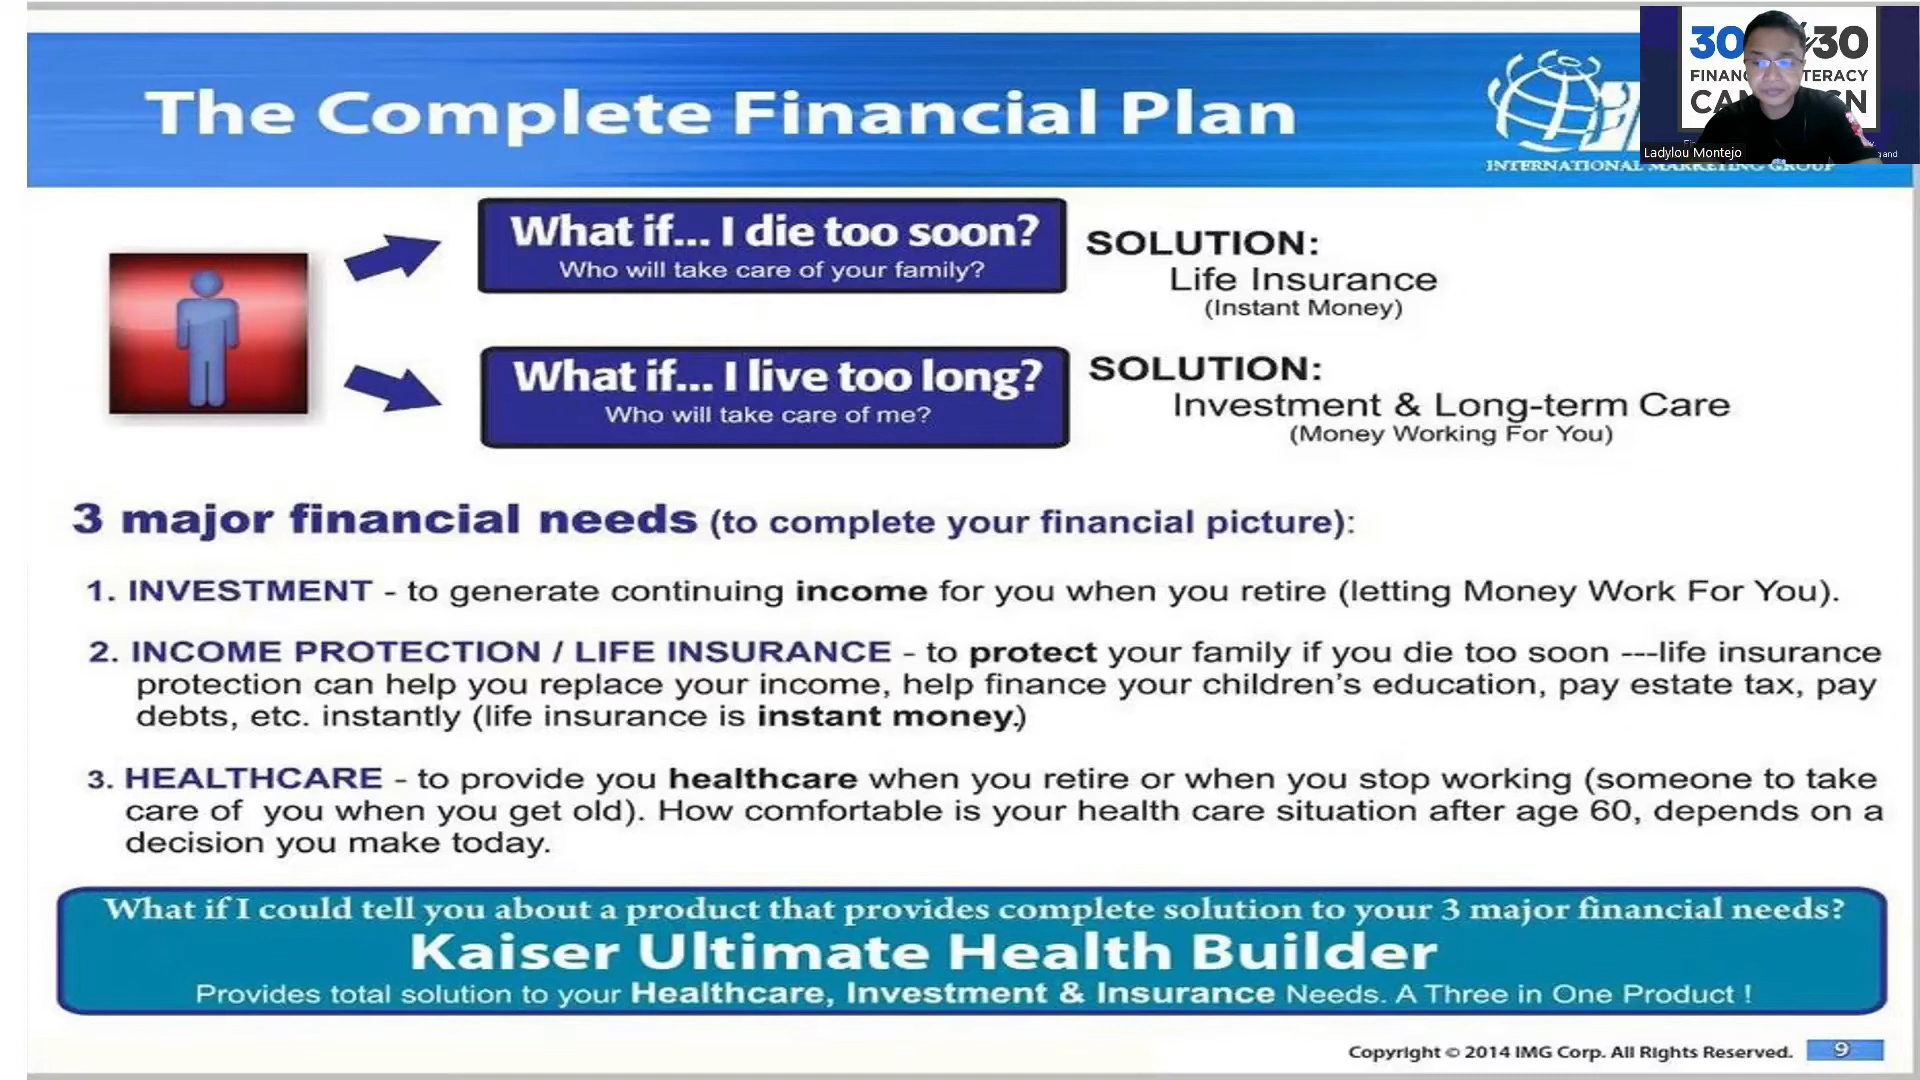 The Complete Financial Plan
INTERNATIONAL MARKETING GROUP
30 30
FINANC TERACY
CA GN
Ladylou Montejo
What if... I die too soon?
Who will take care of your family?
SOLUTION:
Life Insurance
(Instant Money)
What if... I live too long?
Who will take care of me?
SOLUTION:
Investment & Long-term Care
(Money Working For You)
3 major financial needs (to complete your financial picture):
1. INVESTMENT - to generate continuing income for you when you retire (letting Money Work For You).
2. INCOME PROTECTION / LIFE INSURANCE - to protect your family if you die too soon ---life insurance
protection can help you replace your income, help finance your children's education, pay estate tax, pay
debts, etc. instantly (life insurance is instant money.)
3. HEALTHCARE - to provide you healthcare when you retire or when you stop working (someone to take
care of you when you get old). How comfortable is your health care situation after age 60, depends on a
decision you make today.
What if I could tell you about a product that provides complete solution to your 3 major financial needs?
Kaiser Ultimate Health Builder
Provides total solution to your Healthcare, Investment & Insurance Needs. A Three in One Product !
Copyright © 2014 IMG Corp. All Rights Reserved.
9